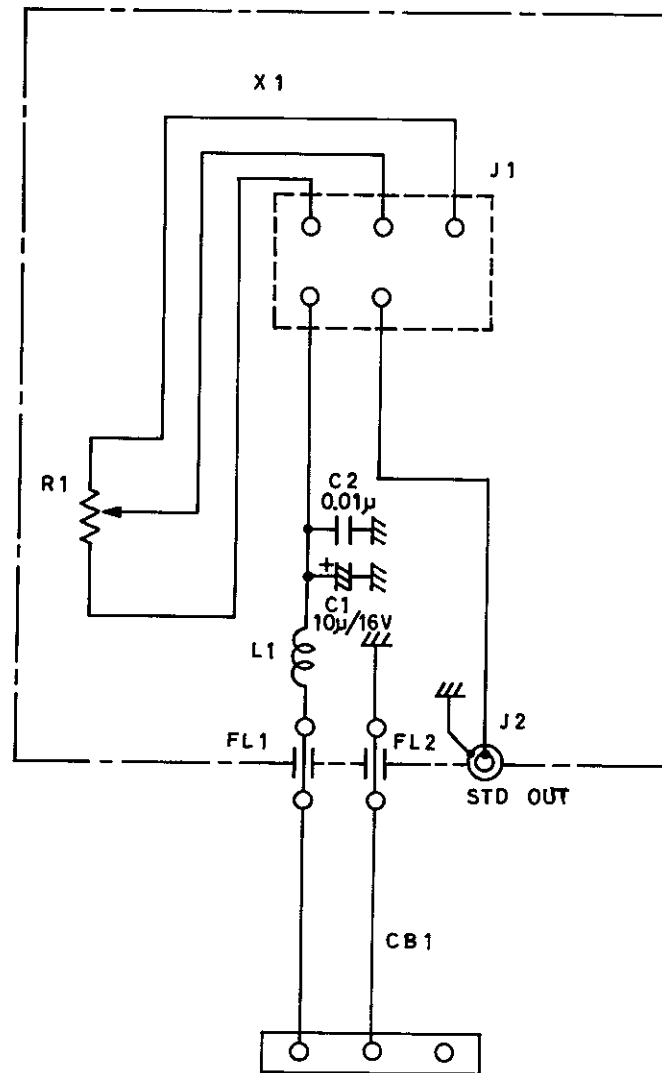 X1
J1
R1
C2
0.01μ
+
C1
10μ/16V
L1
FL1
FL2
J2
STD OUT
CB1